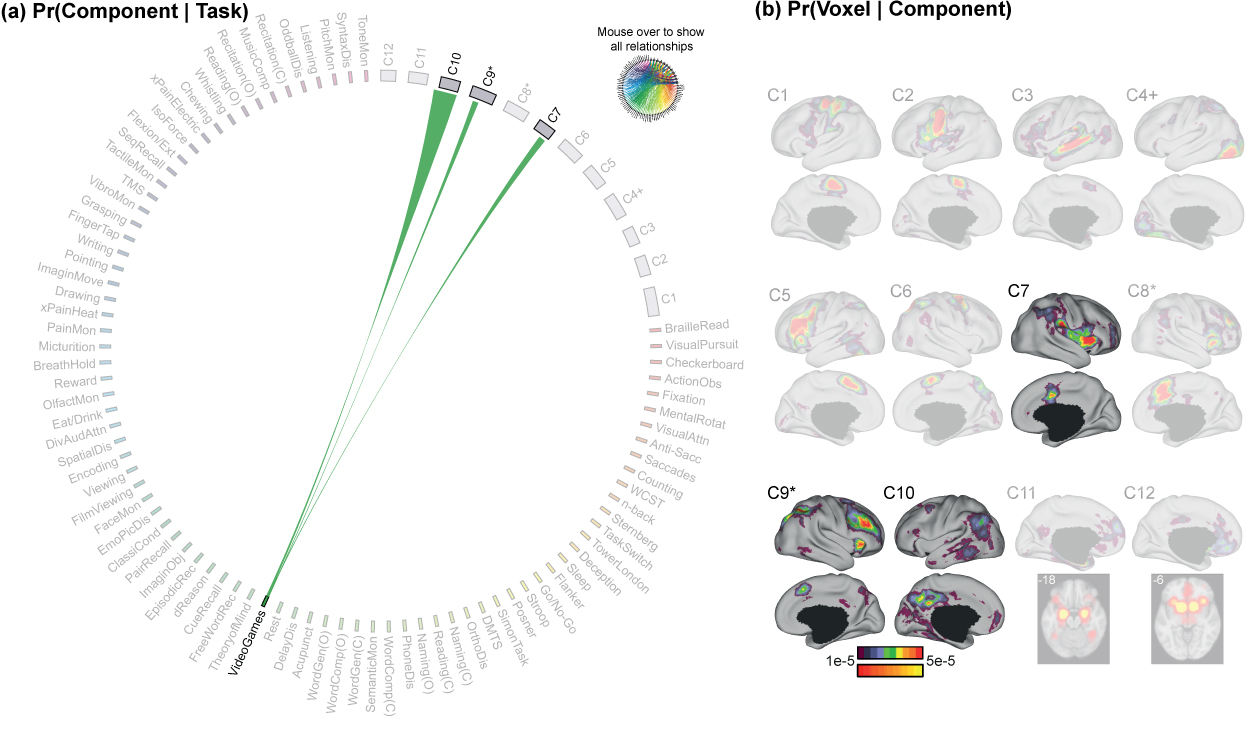 (a) Pr(Component | Task)
(b) Pr(Voxel | Component)
Mouse over to show
all relationships
C12
C11
C10
C9*
C8*
C7
C6
C5
C4+
C3
C2
C1
BrailleRead
VisualPursuit
Checkerboard
ActionObs
Fixation
MentalRotat
VisualAttn
Anti-Sacc
Saccades
Counting
WCST
n-back
Sternberg
TaskSwitch
TowerLondon
Deception
Sleep
Flanker
Go/No-Go
Stroop
Posner
SimonTask
DMTS
OrthoDis
Naming(C)
Reading(C)
Naming(O)
PhoneDis
WordComp(C)
SemanticMon
WordGen(C)
WordComp(O)
WordGen(O)
Acupunct
DelayDis
Rest
VideoGames
TheoryofMind
FreeWordRec
CueRecall
dReason
EpisodicRec
ImaginObj
PairRecall
ClassiCond
EmoPicDis
FaceMon
FilmViewing
Viewing
Encoding
SpatialDis
DivAudAttn
Eat/Drink
OlfactMon
Reward
BreathHold
Micturition
PainMon
xPainHeat
Drawing
ImaginMove
Pointing
Writing
FingerTap
Grasping
VibroMon
TMS
TactileMon
SeqRecall
Flexion/Ext
IsoForce
xPainElectric
Chewing
Whistling
Reading(O)
Recitation(O)
MusicComp
Recitation(C)
OddballDis
Listening
PitchMon
SyntaxDis
ToneMon
C1
C2
C3
C4+
C5
C6
C7
C8*
C9*
C10
C11
C12
-18
-6
1e-5
5e-5